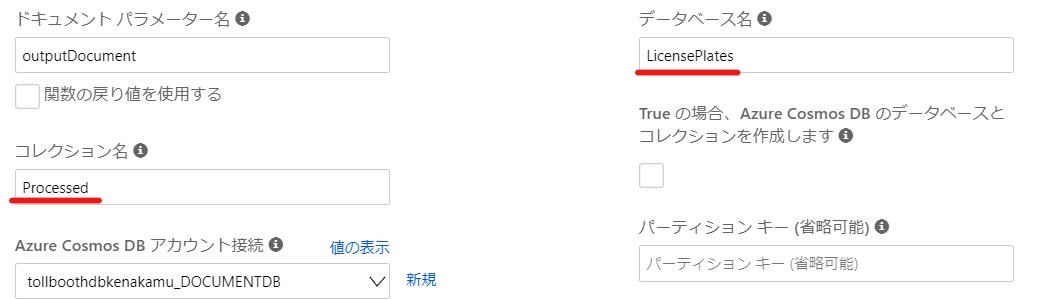 ドキュメント パラメーター名
outputDocument
関数の戻り値を使用する
コレクション名
Processed
Azure Cosmos DB アカウント接続
値の表示
tollboothdbkenakamu_DOCUMENTDB
新規
データベース名
LicensePlates
True の場合、Azure Cosmos DB のデータベースと
コレクションを作成します
パーティション キー (省略可能)
パーティション キー (省略可能)